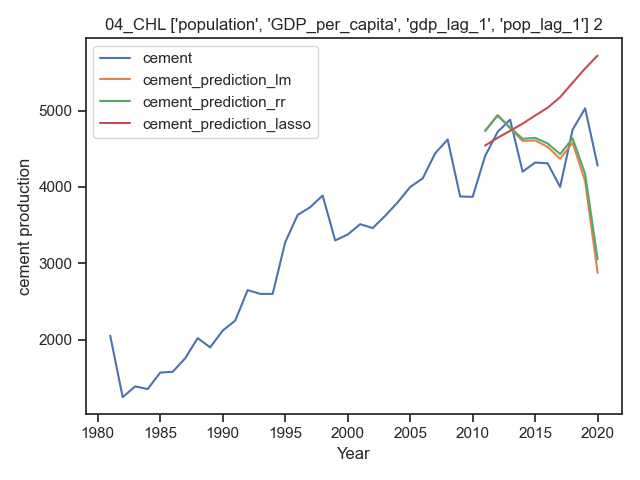 04_CHL ['population', 'GDP_per_capita', 'gdp_lag_1', 'pop_lag_1'] 2
cement
cement_prediction_lm
cement_prediction_rr
cement_prediction_lasso
5000
4000
3000
2000
cement production
1980 1985 1990 1995 2000 2005 2010 2015 2020
Year